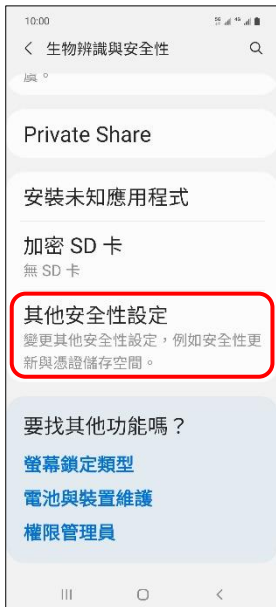 10:00
5G 4G
生物辨識與安全性
Private Share
安裝未知應用程式
加密 SD 卡
無 SD 卡
其他安全性設定
變更其他安全性設定，例如安全性更
新與憑證儲存空間。
要找其他功能嗎？
螢幕鎖定類型
電池與裝置維護
權限管理員